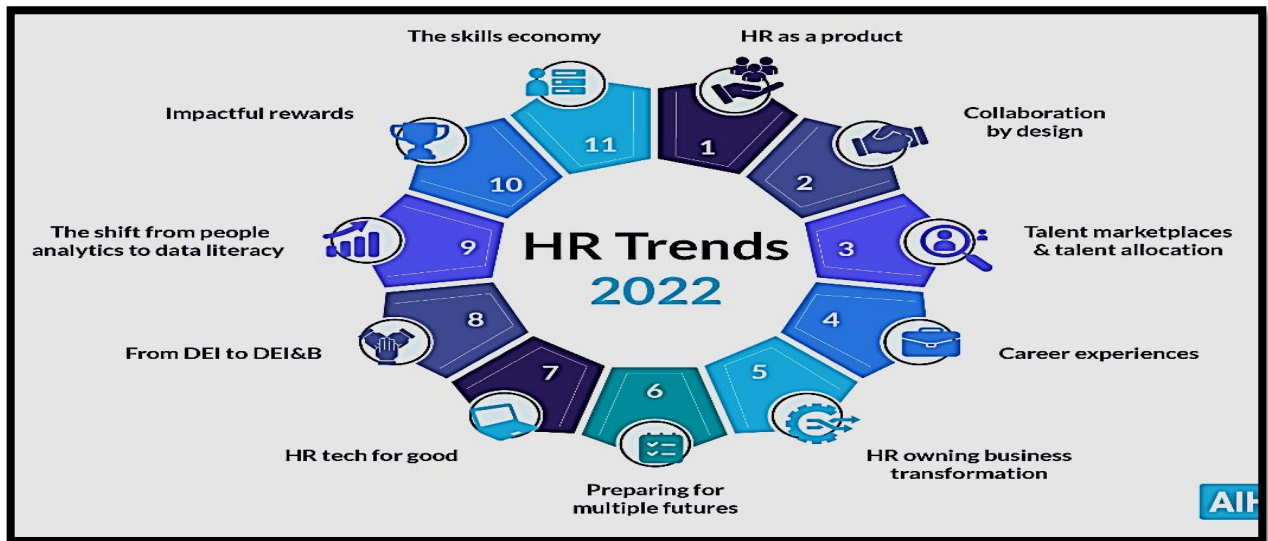 The skills economy
HR as a product
Impactful rewards
Collaboration
by design
11
1
10
2
The shift from people
analytics to data literacy
9
HR Trends
2022
3
Talent marketplaces
& talent allocation
8
4
From DEI to DEI&B
Career experiences
7
6
5
HR tech for good
HR owning business
transformation
Preparing for
multiple futures